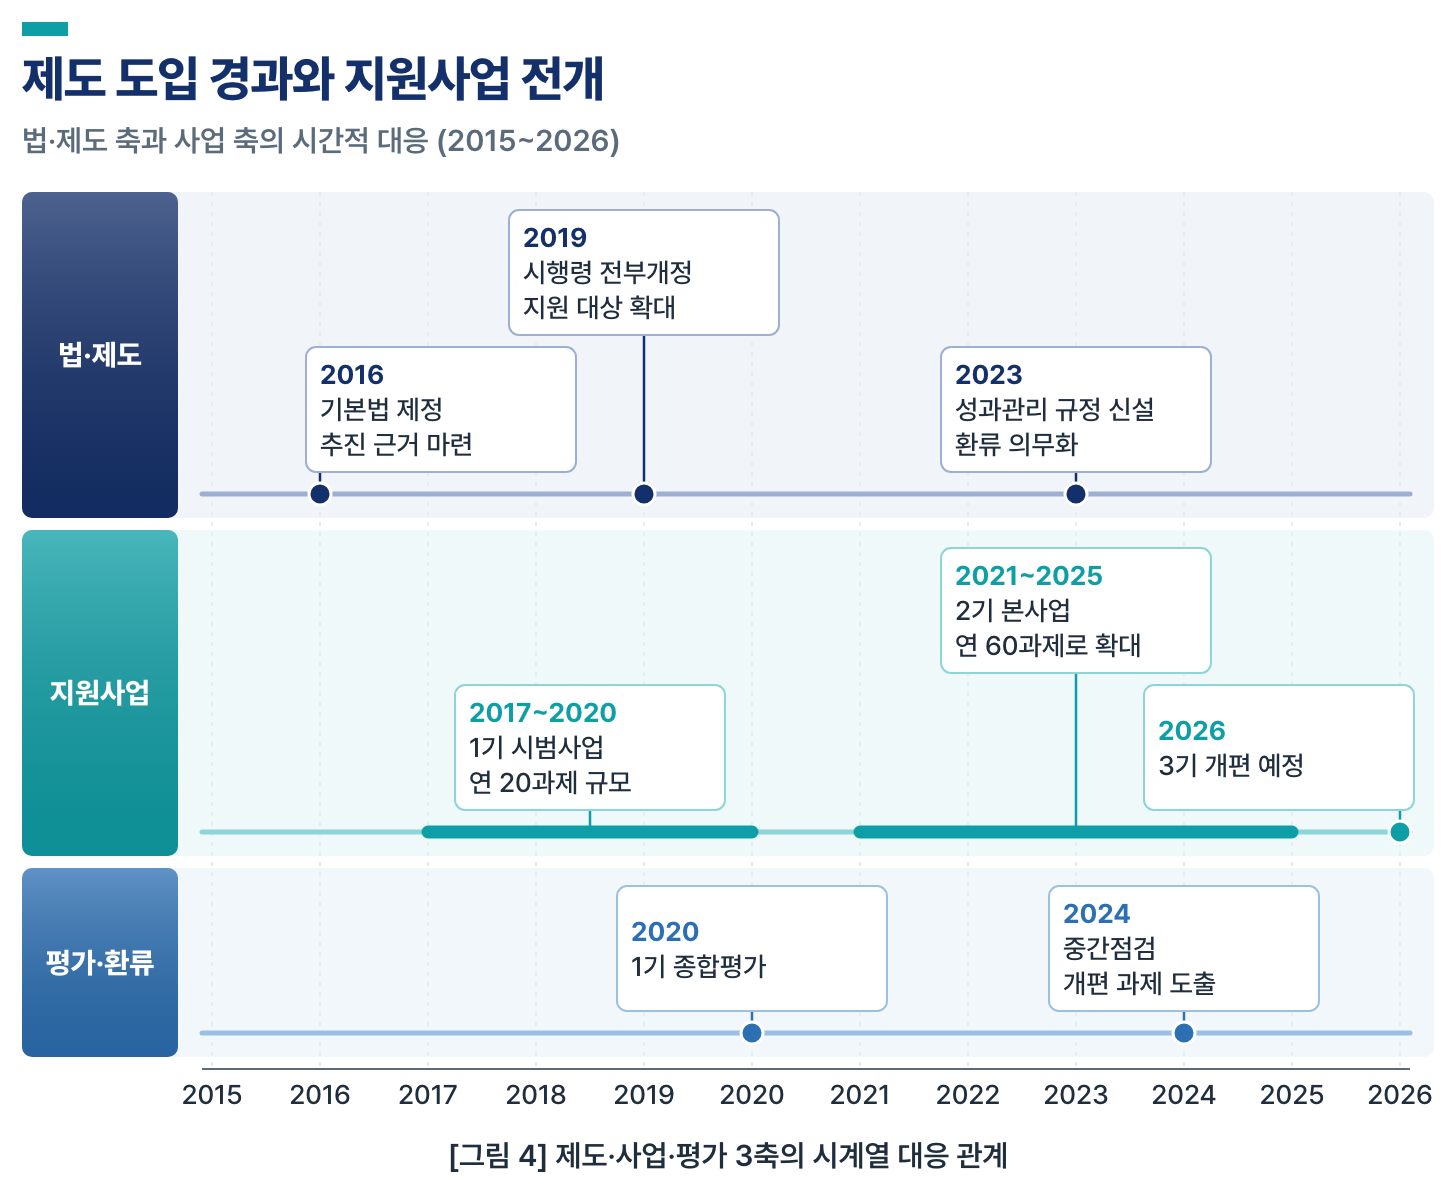 제도 도입 경과와 지원사업 전개
법·제도 축과 사업 축의 시간적 대응 (2015~2026)
법·제도
2016
기본법 제정
추진 근거 마련
2019
시행령 전부개정
지원 대상 확대
2023
성과관리 규정 신설
환류 의무화
지원사업
2017~2020
1기 시범사업
연 20과제 규모
2021~2025
2기 본사업
연 60과제로 확대
2026
3기 개편 예정
평가·환류
2020
1기 종합평가
2024
중간점검
개편 과제 도출
2015 2016 2017 2018 2019 2020 2021 2022 2023 2024 2025 2026
[그림 4] 제도·사업·평가 3축의 시계열 대응 관계